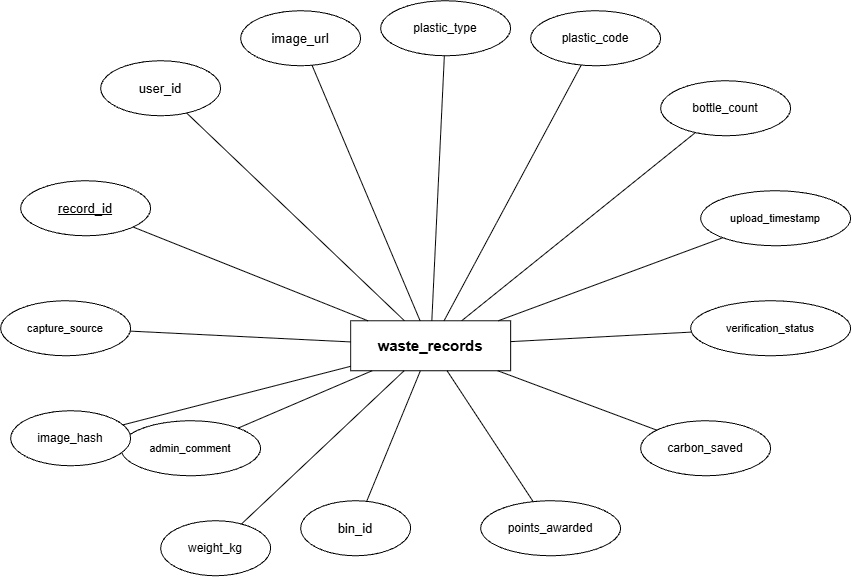 plastic_type
image_url
plastic_code
user_id
bottle_count
record_id
upload_timestamp
capture_source
verification_status
waste_records
image_hash
admin_comment
carbon_saved
bin_id
points_awarded
weight_kg